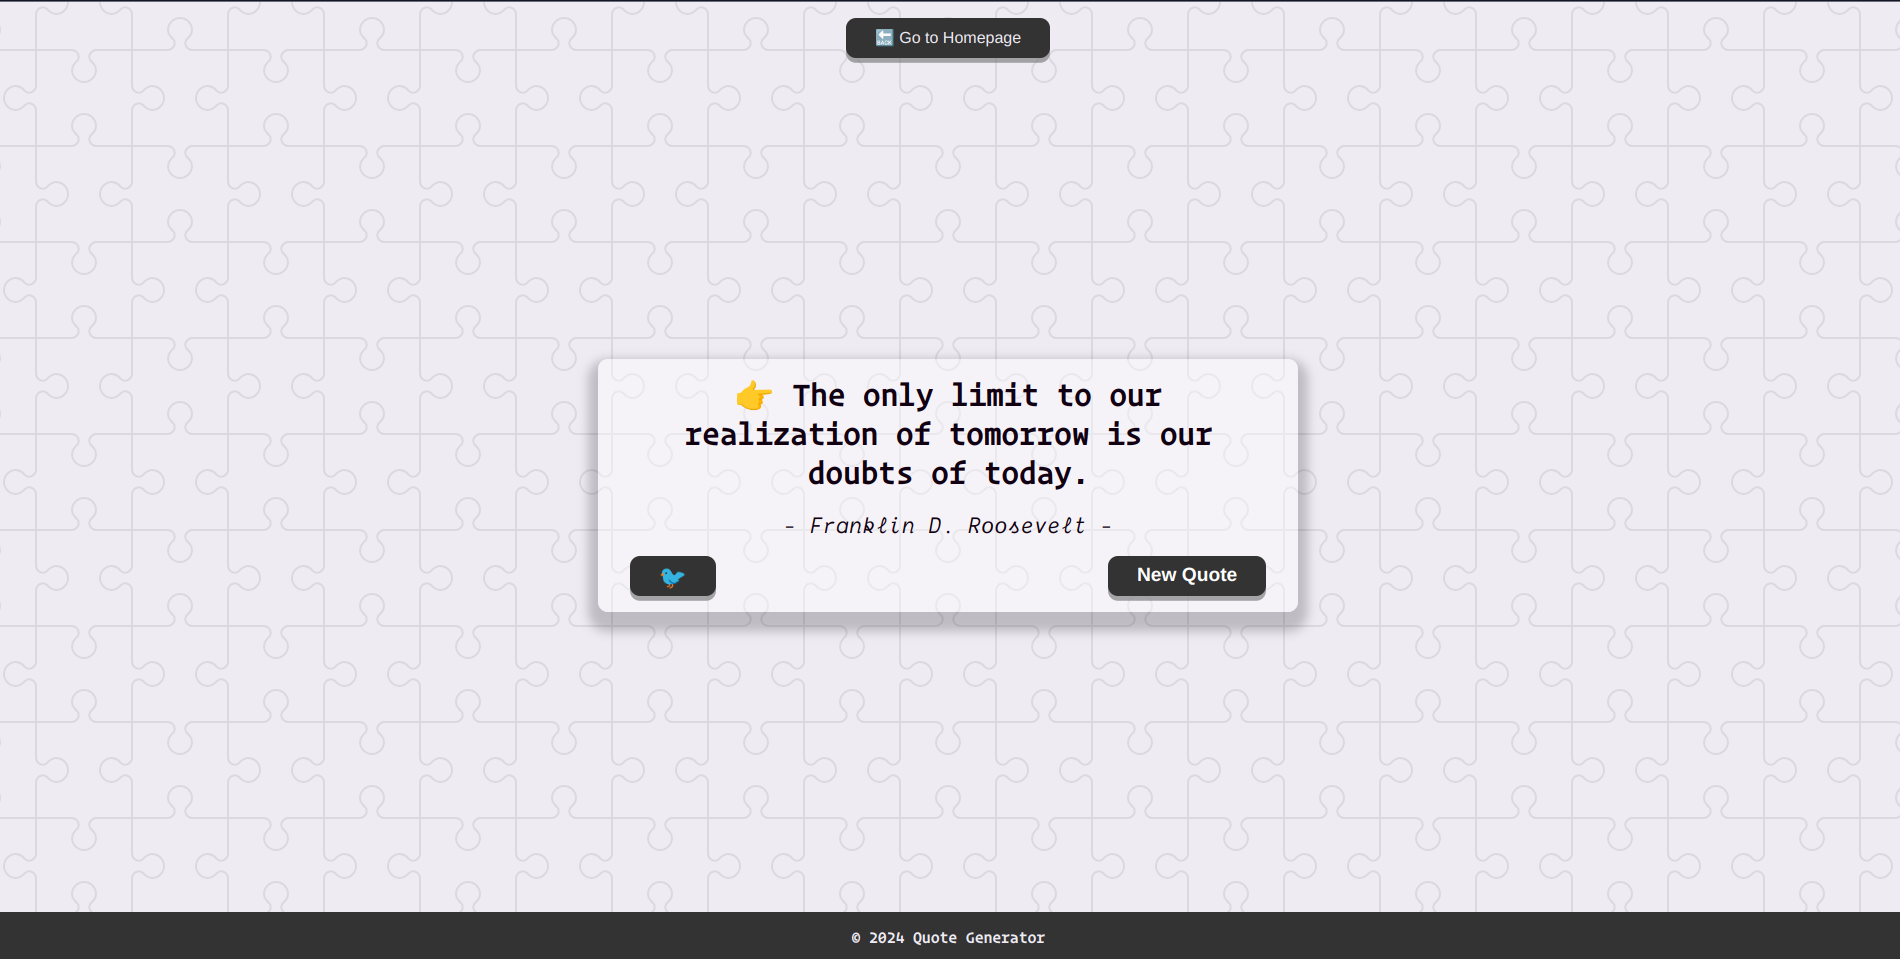 Go to Homepage
👉 The only limit to our
realization of tomorrow is our
doubts of today.
- Franklin D. Roosevelt -
🐦
New Quote
© 2024 Quote Generator